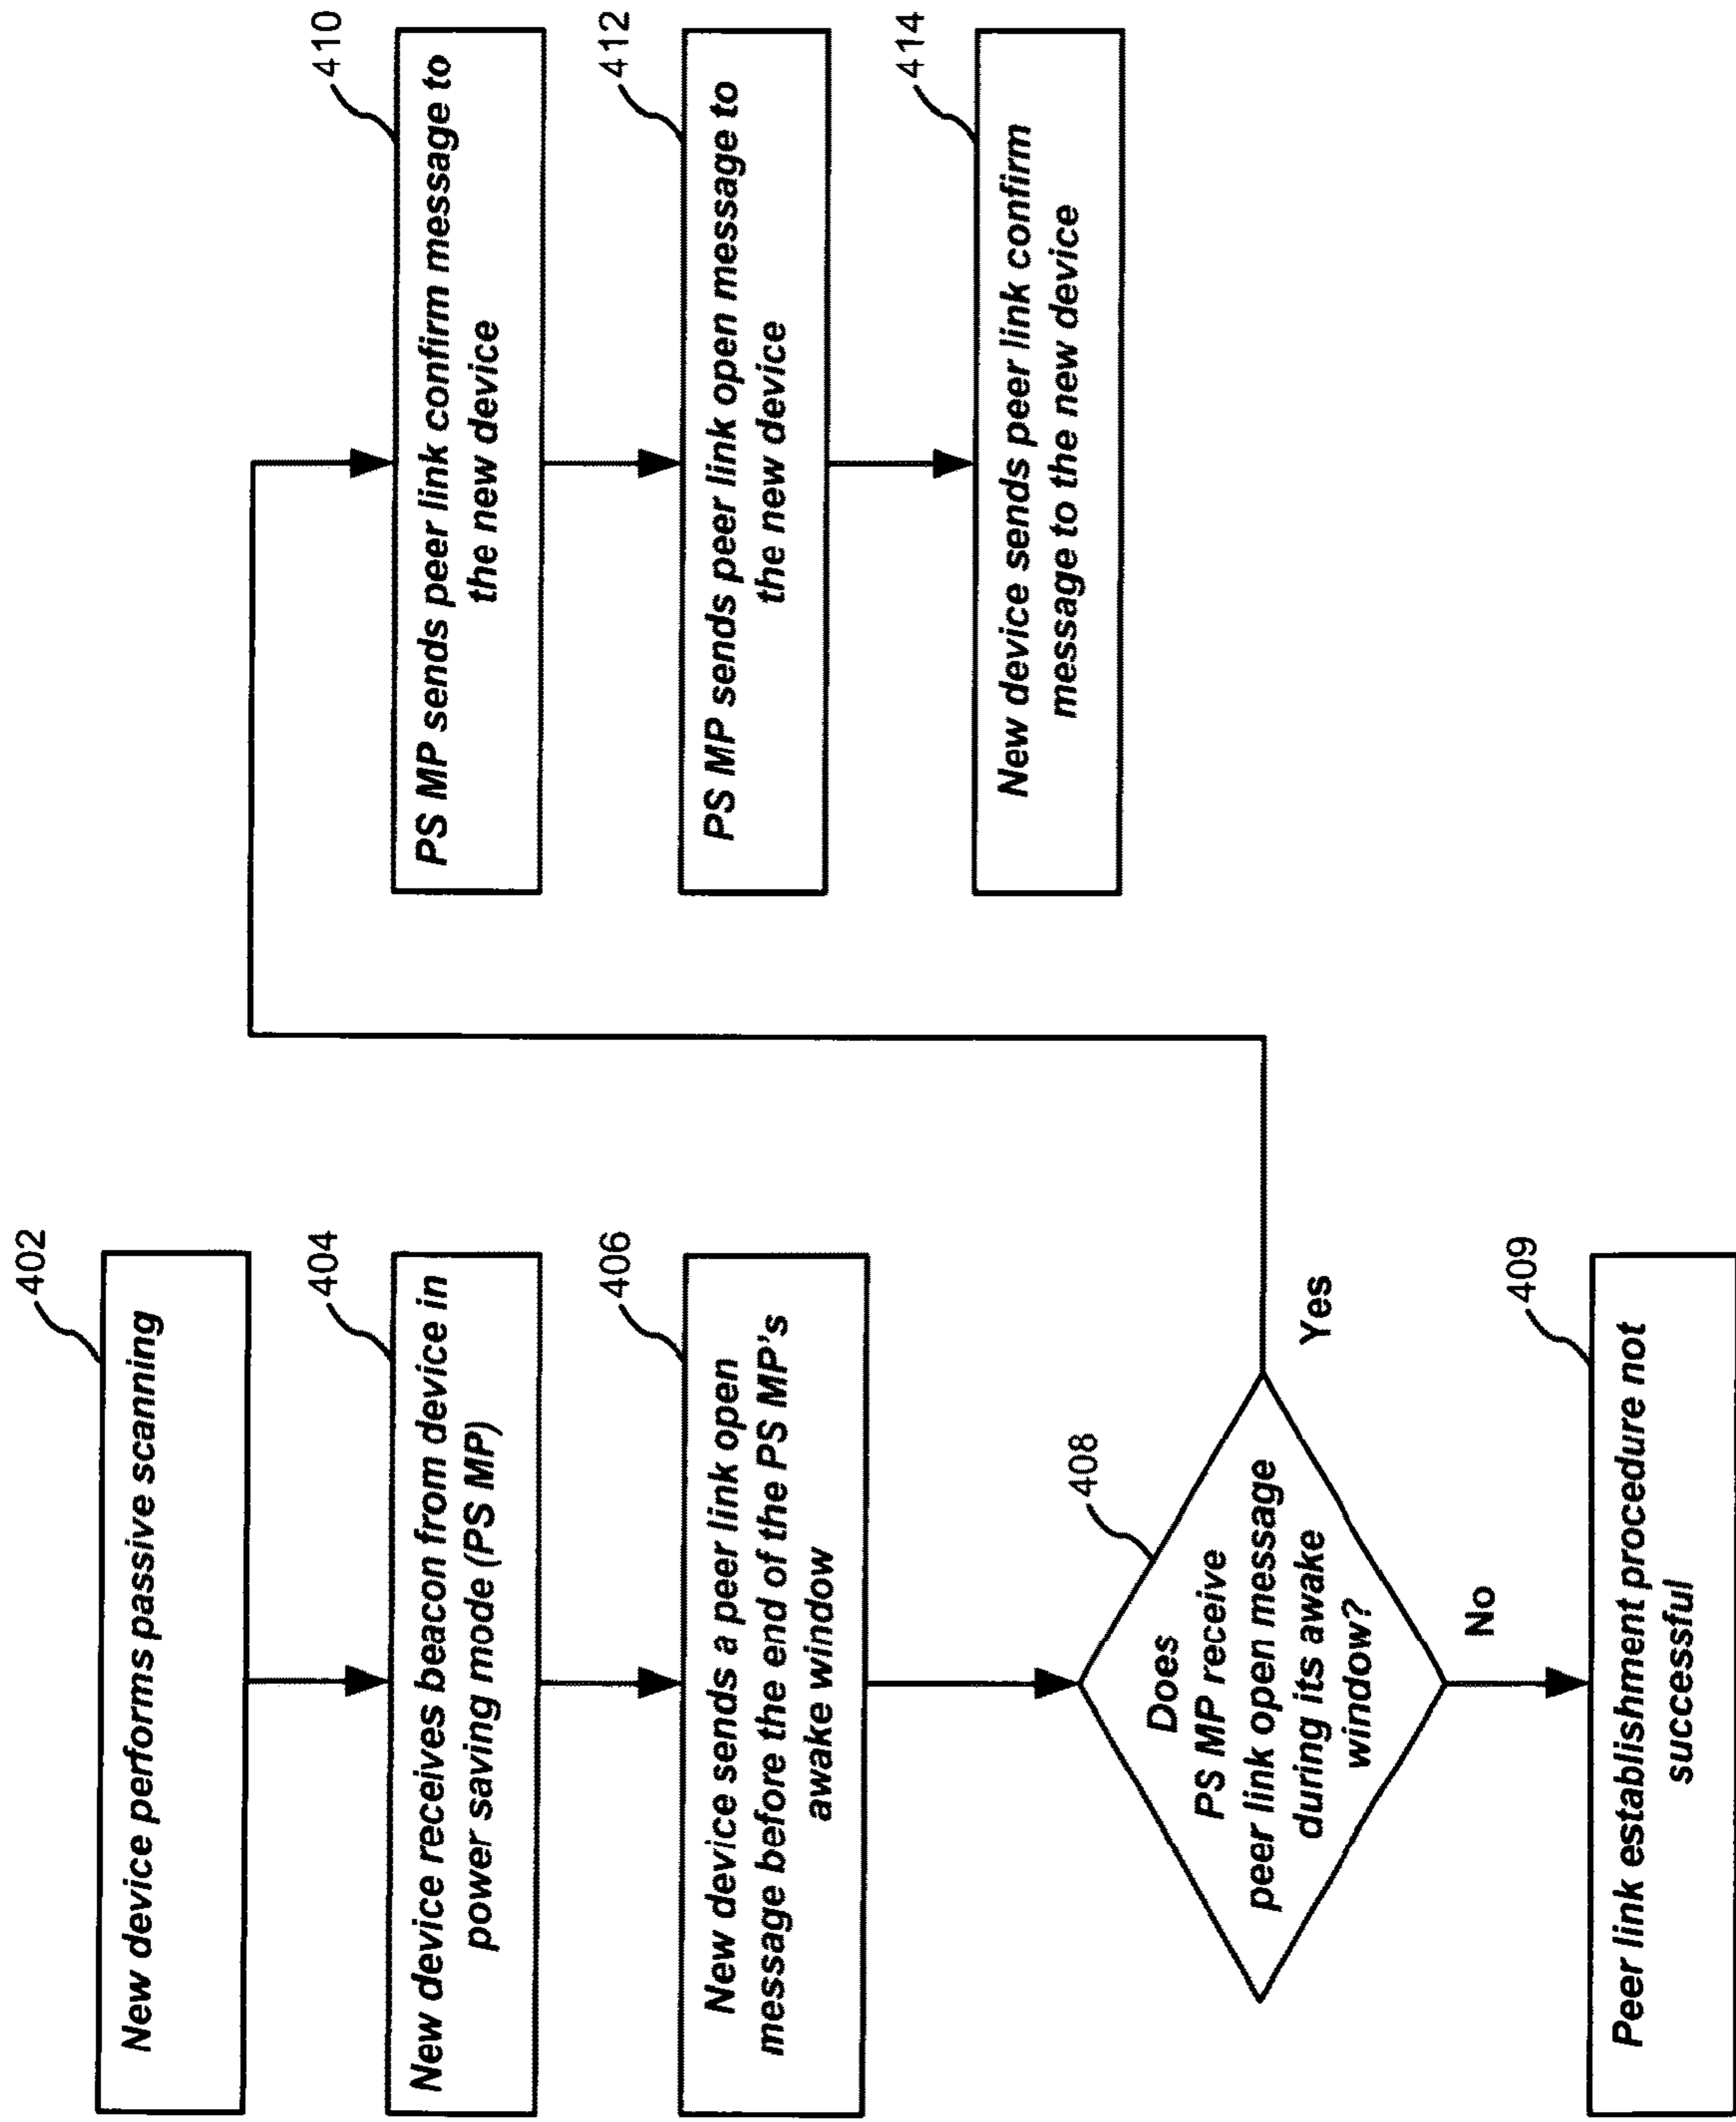 402
New device performs passive scanning
404
New device receives beacon from device in
power saving mode (PS MP)
406
New device sends a peer link open
message before the end of the PS MP's
awake window
408
Does
PS MP receive
peer link open message
during its awake
window?
Yes
No
409
Peer link establishment procedure not
successful
410
PS MP sends peer link confirm message to
the new device
412
PS MP sends peer link open message to
the new device
414
New device sends peer link confirm
message to the new device